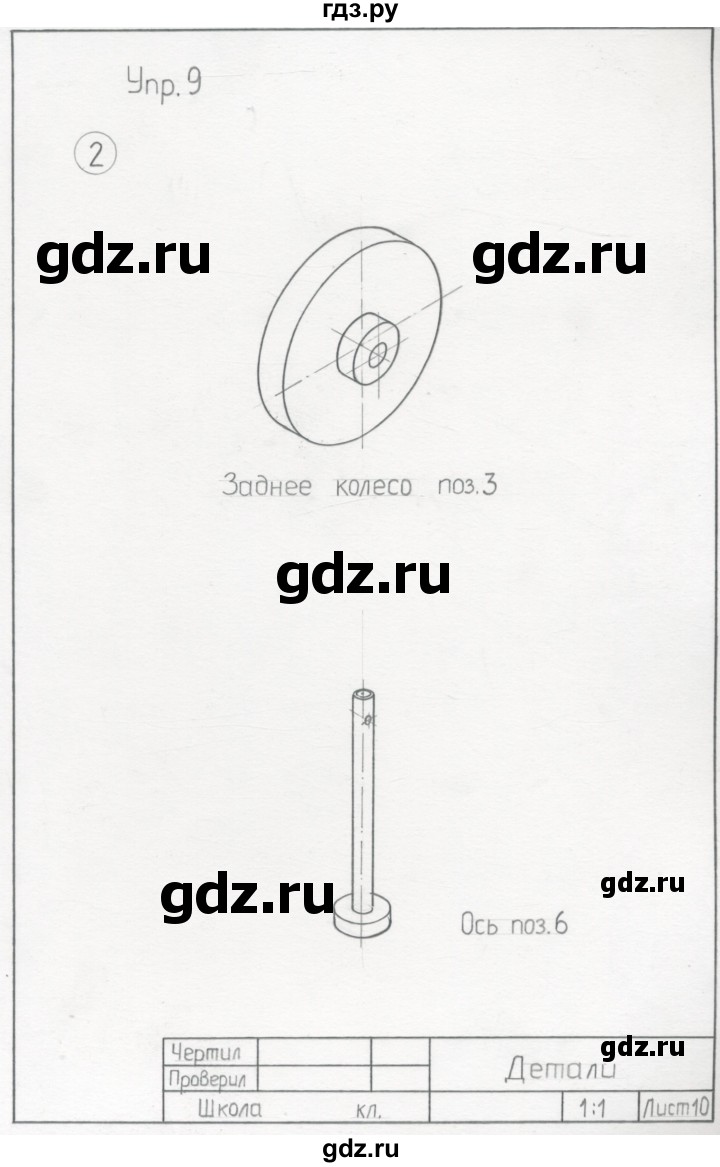 гдз.ру
Упр.9
2
gdz.ru gdz.ru
Заднее колесо поз.3
gdz.ru
gdz.ru
gdz.ru
Ось поз.6
gdz.ru
Чертил
Детали
Проверил
Школа кл.
1:1
Лист10
gdz.ru